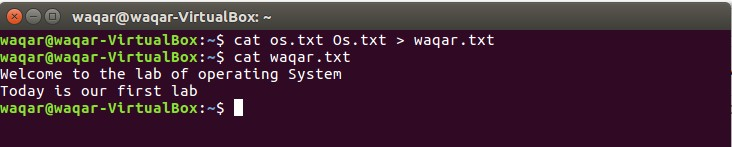 waqar@waqar-VirtualBox: ~
waqar@waqar-VirtualBox:~$ cat os.txt Os.txt > waqar.txt
waqar@waqar-VirtualBox:~$ cat waqar.txt
Welcome to the lab of operating System
Today is our first lab
waqar@waqar-VirtualBox:~$